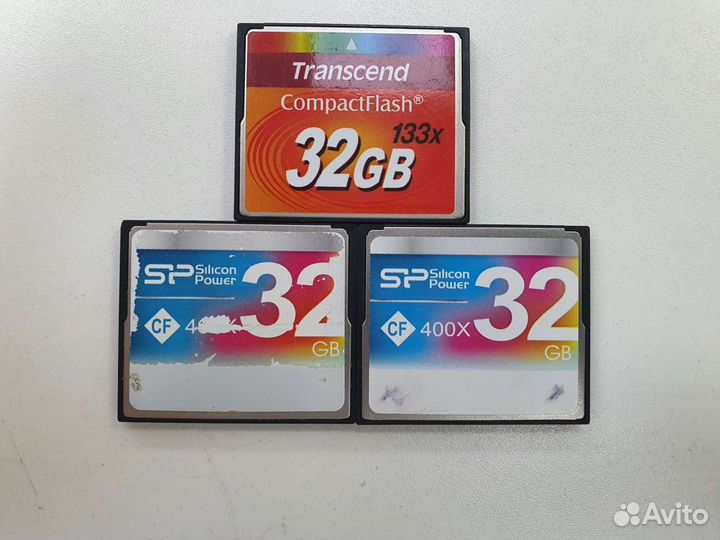 Transcend
CompactFlash®
133x
32GB
SP Silicon Power
32
CF
GB
SP Silicon Power
32
CF 400X
GB
Avito